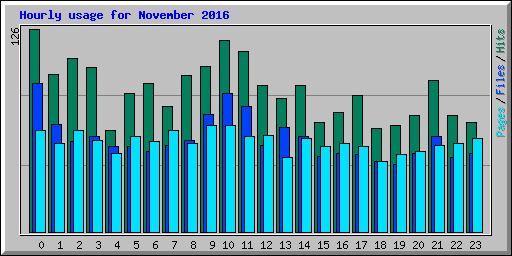 Hourly usage for November 2016
126
Pages / Files / Hits
0 1 2 3 4 5 6 7 8 9 10 11 12 13 14 15 16 17 18 19 20 21 22 23